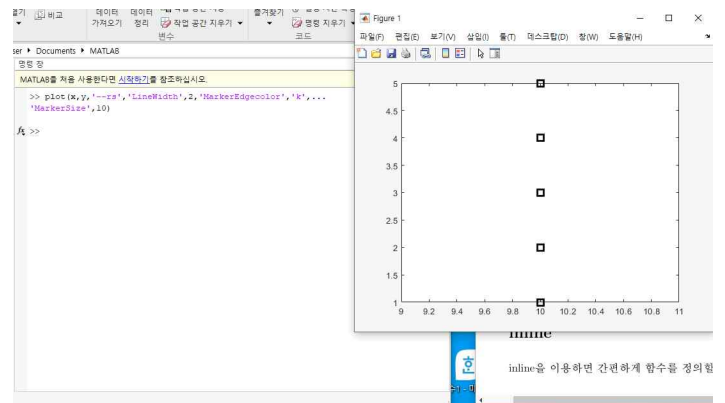 비교
데이터 데이터
가져오기 정리 작업 공간 지우기
변수
즐겨찾기
명령 지우기
코드
ser ▸ Documents ▸ MATLAB
명령 창
MATLAB를 처음 사용한다면 시작하기를 참조하십시오.
>> plot(x,y,'--rs','LineWidth',2,'MarkerEdgecolor','k',...
'MarkerSize',10)
fx >>
Figure 1
파일(F) 편집(E) 보기(V) 삽입(I) 툴(T) 데스크탑(D) 창(W) 도움말(H)
5
4.5
4
3.5
3
2.5
2
1.5
1
9 9.2 9.4 9.6 9.8 10 10.2 10.4 10.6 10.8 11
inline
inline을 이용하면 간편하게 함수를 정의할